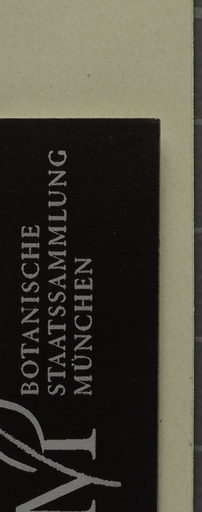 BOTANISCHE
STAATSSAMMLUNG
MÜNCHEN
M